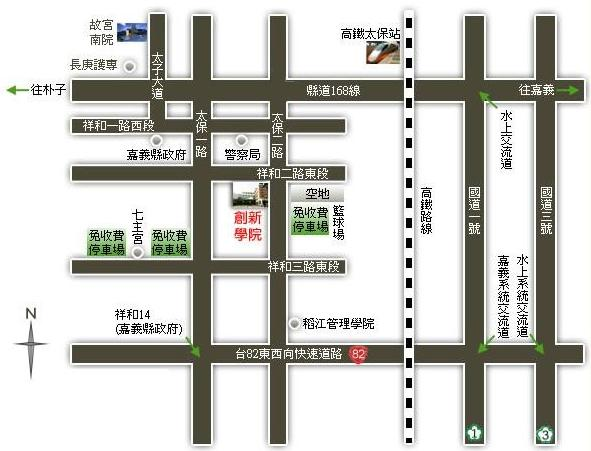 故宮
南院
長庚護專
太子大道
高鐵太保站
往朴子
縣道168線
往嘉義
祥和一路西段
太保一路
太保二路
水上交流道
嘉義縣政府
警察局
祥和二路東段
創新
學院
空地
免收費
停車場
籃球場
高鐵路線
國道一號
國道三號
七主宮
免收費
停車場
免收費
停車場
祥和三路東段
嘉義系統交流道
水上系統交流道
N
祥和14
(嘉義縣政府)
稻江管理學院
台82東西向快速道路
82
1
3